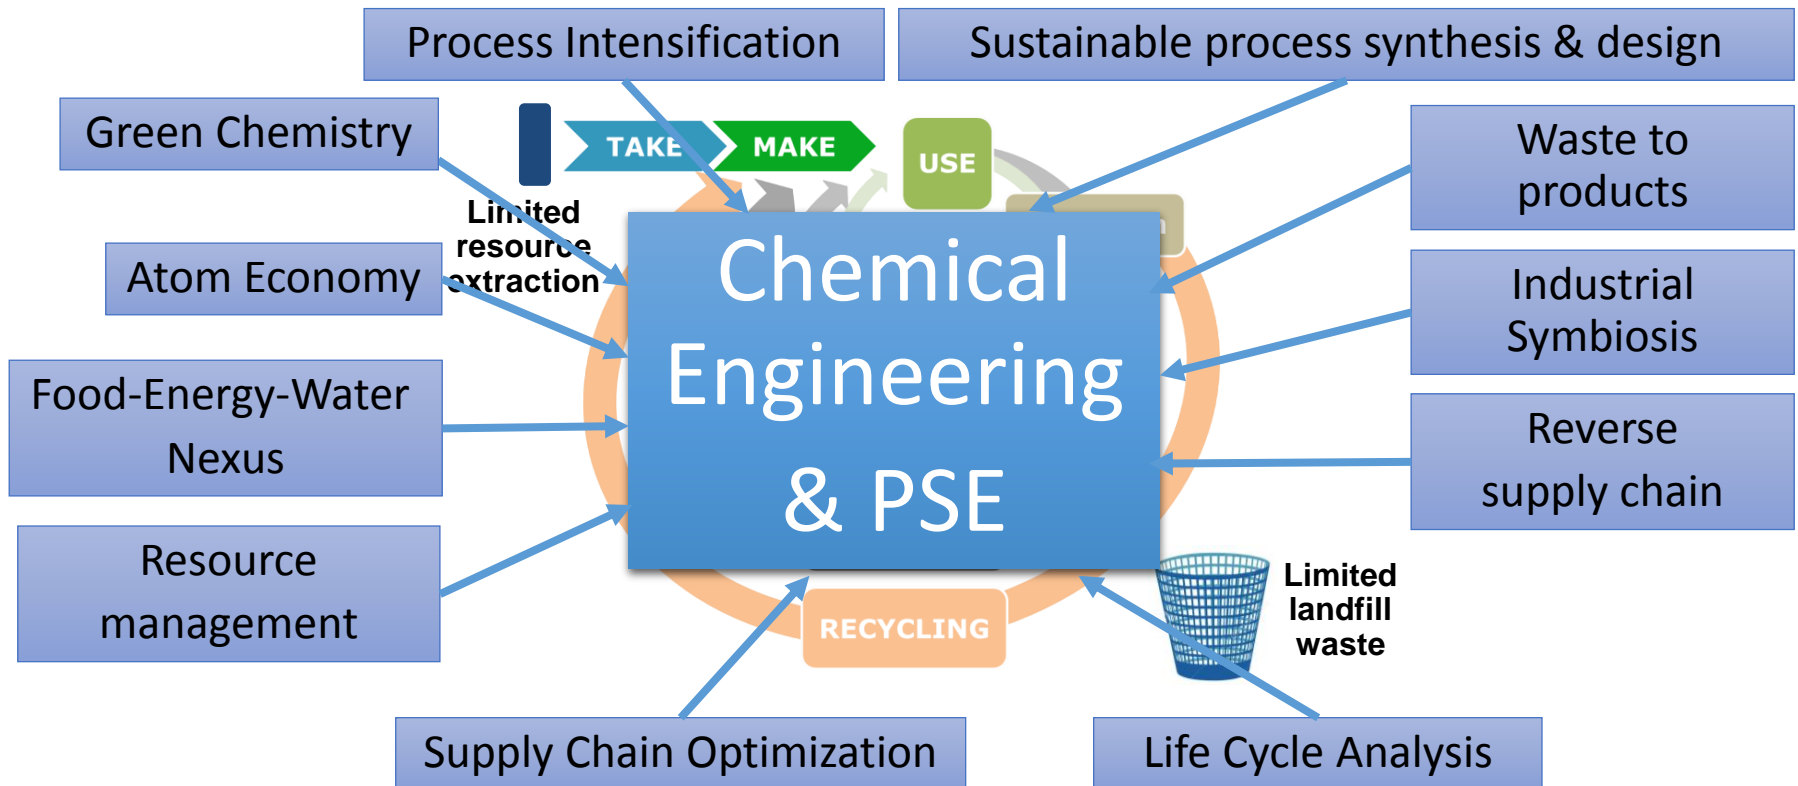 Process Intensification
Sustainable process synthesis & design
Green Chemistry
TAKE
MAKE
USE
Waste to
products
Limited
resource
extraction
Atom Economy
Chemical
Engineering
& PSE
Industrial
Symbiosis
Food-Energy-Water
Nexus
Reverse
supply chain
Resource
management
RECYCLING
Limited
landfill
waste
Supply Chain Optimization
Life Cycle Analysis